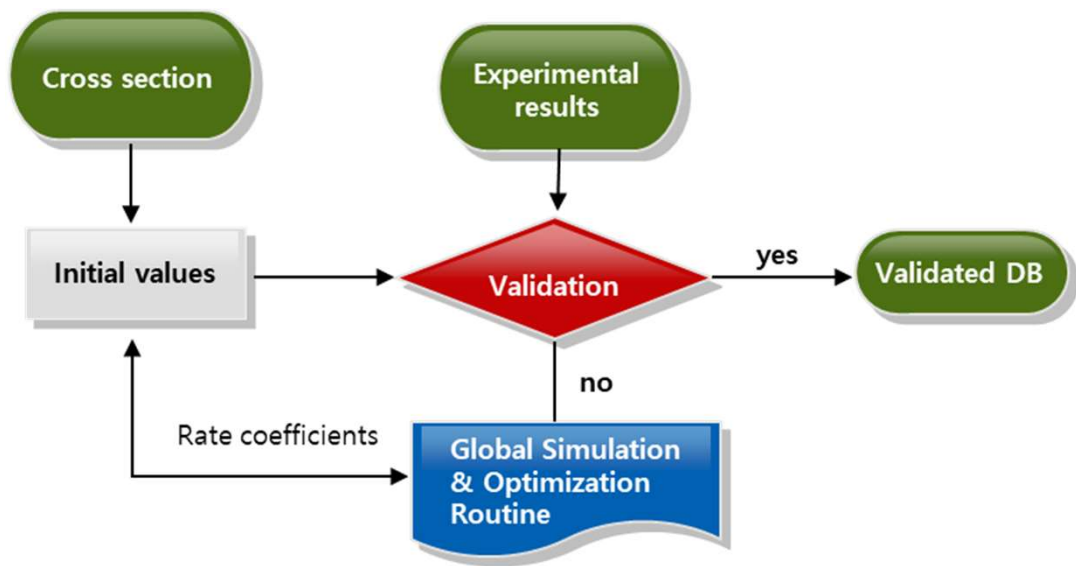 Cross section
Experimental
results
Initial values
Validation
yes
Validated DB
no
Rate coefficients
Global Simulation
& Optimization
Routine